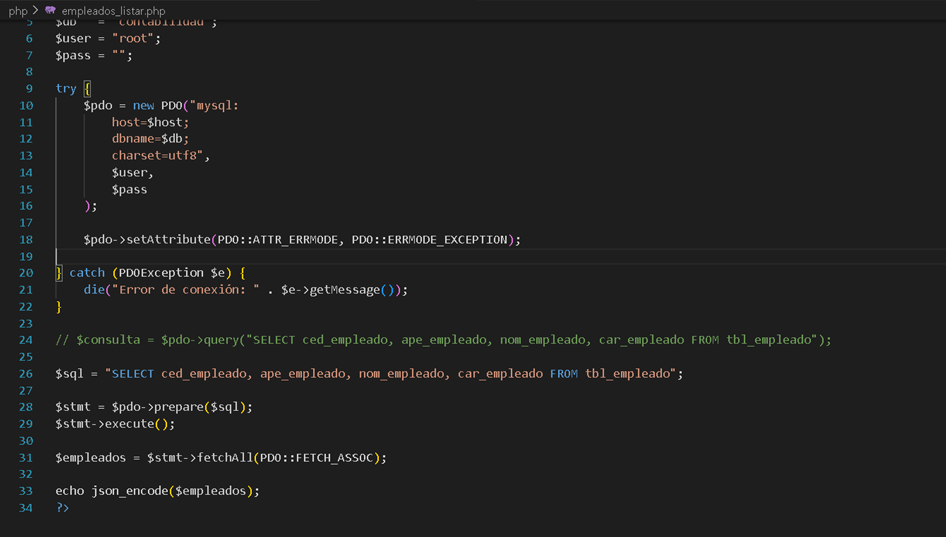 php > empleados_listar.php
5 $db = "contabilidad";
6 $user = "root";
7 $pass = "";
8
9 try {
10 $pdo = new PDO("mysql:
11 host=$host;
12 dbname=$db;
13 charset=utf8",
14 $user,
15 $pass
16 );
17
18 $pdo->setAttribute(PDO::ATTR_ERRMODE, PDO::ERRMODE_EXCEPTION);
19
20 } catch (PDOException $e) {
21 die("Error de conexión: " . $e->getMessage());
22 }
23
24 // $consulta = $pdo->query("SELECT ced_empleado, ape_empleado, nom_empleado, car_empleado FROM tbl_empleado");
25
26 $sql = "SELECT ced_empleado, ape_empleado, nom_empleado, car_empleado FROM tbl_empleado";
27
28 $stmt = $pdo->prepare($sql);
29 $stmt->execute();
30
31 $empleados = $stmt->fetchAll(PDO::FETCH_ASSOC);
32
33 echo json_encode($empleados);
34 ?>